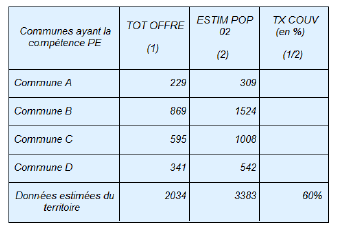 Communes ayant la compétence PE	TOT OFFRE (1)	ESTIM POP 02 (2)	TX COUV (en %) (1/2)
Commune A	229	309
Commune B	869	1524
Commune C	595	1008
Commune D	341	542
Données estimées du territoire	2034	3383	60%